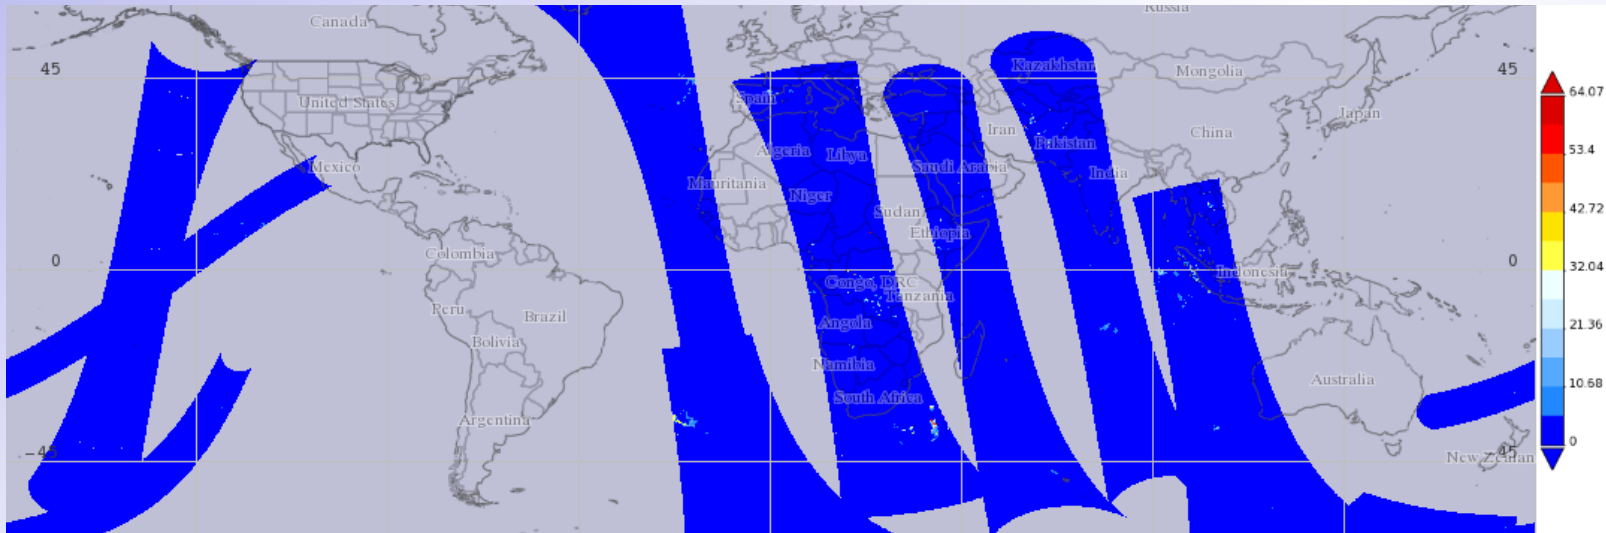 Canada
Russia
45
Kazakhstan
Mongolia
45
64.07
United States
Spain
Japan
Iran
China
53.4
Algeria
Libya
Pakistan
Mexico
Saudi Arabia
India
Mauritania
Niger
Sudan
42.72
Ethiopia
Colombia
0
0
32.04
Congo, DRC
Indonesia
Tanzania
Peru
Brazil
Angola
21.36
Bolivia
Namibia
Australia
10.68
South Africa
Argentina
0
-45
-45
New Zealan